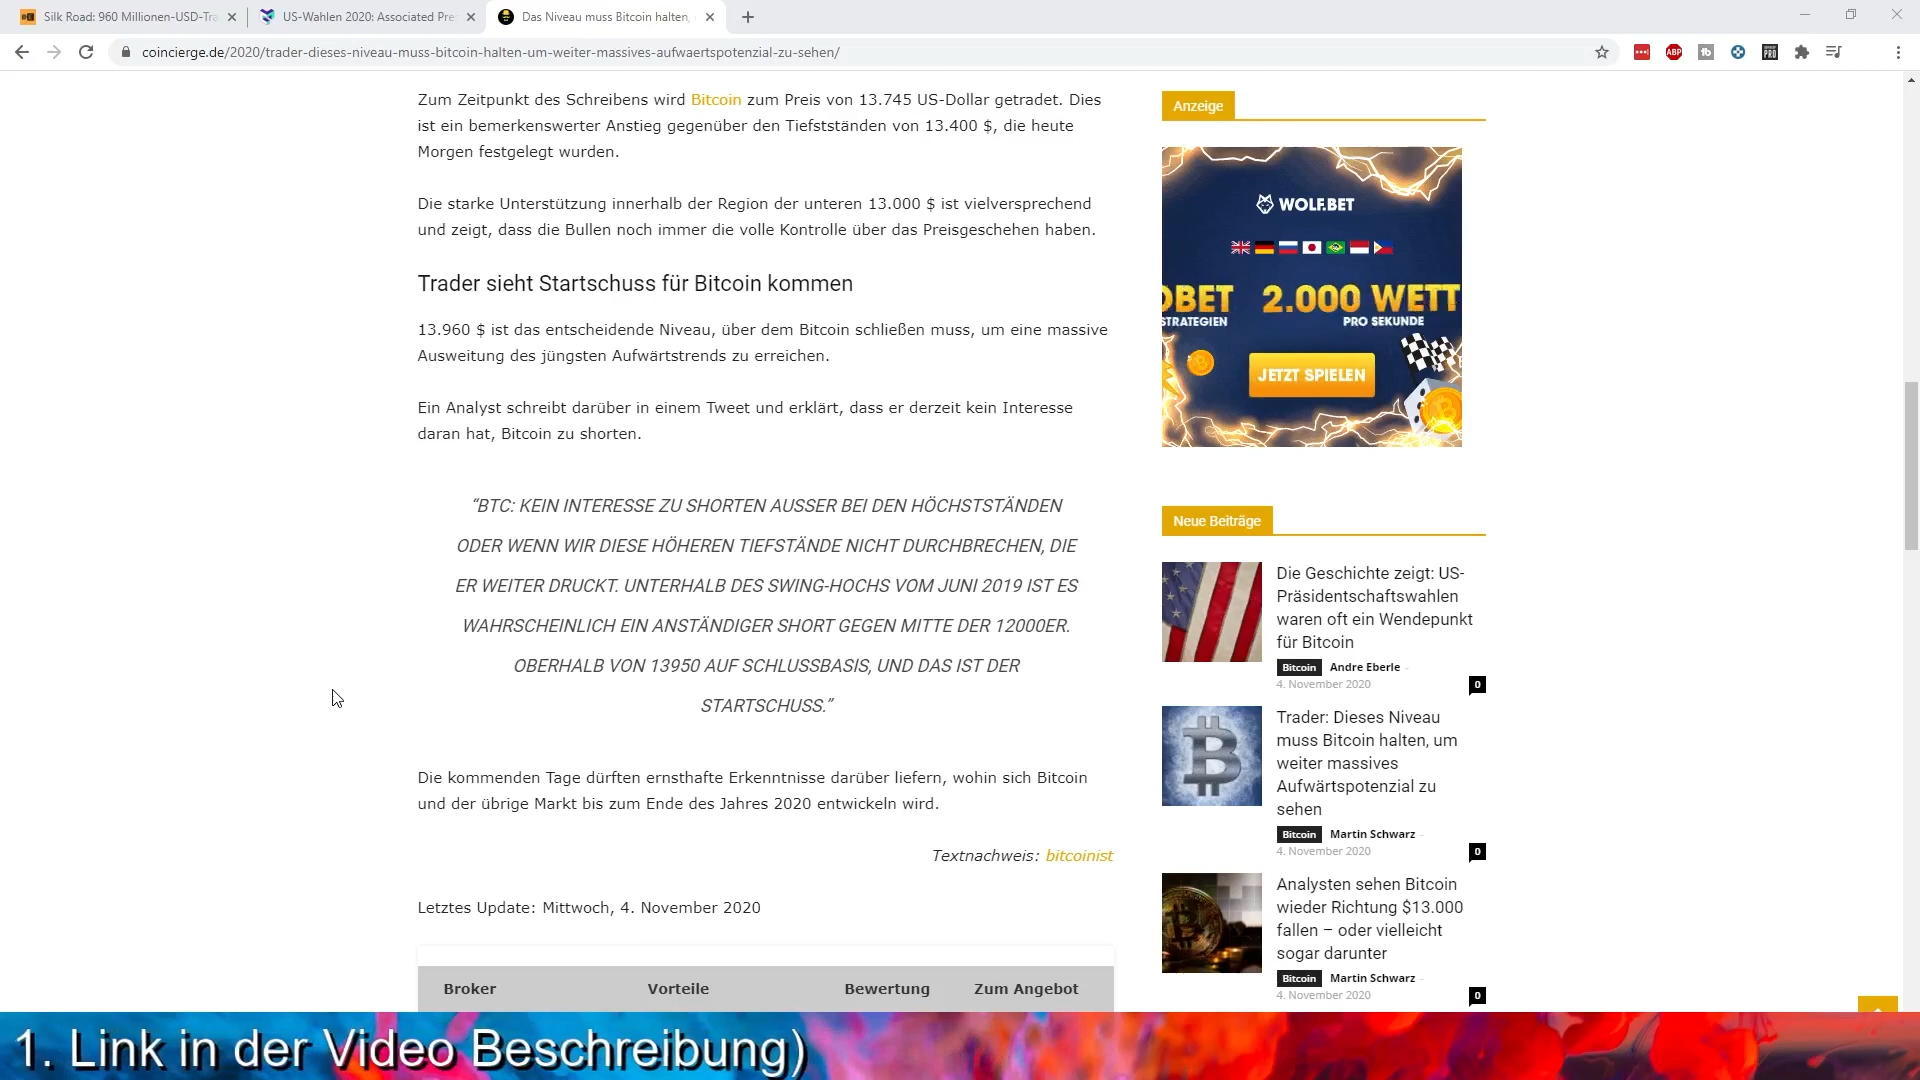 Silk Road: 960 Millionen-USD-Tra
US-Wahlen 2020: Associated Pre
Das Niveau muss Bitcoin halten,
coincierge.de/2020/trader-dieses-niveau-muss-bitcoin-halten-um-weiter-massives-aufwaertspotenzial-zu-sehen/
ABP
PRO
Zum Zeitpunkt des Schreibens wird Bitcoin zum Preis von 13.745 US-Dollar getradet. Dies
ist ein bemerkenswerter Anstieg gegenüber den Tiefstständen von 13.400 $, die heute
Morgen festgelegt wurden.
Die starke Unterstützung innerhalb der Region der unteren 13.000 $ ist vielversprechend
und zeigt, dass die Bullen noch immer die volle Kontrolle über das Preisgeschehen haben.
Trader sieht Startschuss für Bitcoin kommen
13.960 $ ist das entscheidende Niveau, über dem Bitcoin schließen muss, um eine massive
Ausweitung des jüngsten Aufwärtstrends zu erreichen.
Ein Analyst schreibt darüber in einem Tweet und erklärt, dass er derzeit kein Interesse
daran hat, Bitcoin zu shorten.
“BTC: KEIN INTERESSE ZU SHORTEN AUSSER BEI DEN HÖCHSTSTÄNDEN
ODER WENN WIR DIESE HÖHEREN TIEFSTÄNDE NICHT DURCHBRECHEN, DIE
ER WEITER DRUCKT. UNTERHALB DES SWING-HOCHS VOM JUNI 2019 IST ES
WAHRSCHEINLICH EIN ANSTÄNDIGER SHORT GEGEN MITTE DER 12000ER.
OBERHALB VON 13950 AUF SCHLUSSBASIS, UND DAS IST DER
STARTSCHUSS.”
Die kommenden Tage dürften ernsthafte Erkenntnisse darüber liefern, wohin sich Bitcoin
und der übrige Markt bis zum Ende des Jahres 2020 entwickeln wird.
Textnachweis: bitcoinist
Letztes Update: Mittwoch, 4. November 2020
Broker Vorteile Bewertung Zum Angebot
Anzeige
WOLF.BET
OBET 2.000 WETT
STRATEGIEN PRO SEKUNDE
JETZT SPIELEN
Neue Beiträge
Die Geschichte zeigt: US-
Präsidentschaftswahlen
waren oft ein Wendepunkt
für Bitcoin
Bitcoin Andre Eberle -
4. November 2020 0
Trader: Dieses Niveau
muss Bitcoin halten, um
weiter massives
Aufwärtspotenzial zu
sehen
Bitcoin Martin Schwarz -
4. November 2020 0
Analysten sehen Bitcoin
wieder Richtung $13.000
fallen – oder vielleicht
sogar darunter
Bitcoin Martin Schwarz -
4. November 2020 0
1. Link in der Video Beschreibung)